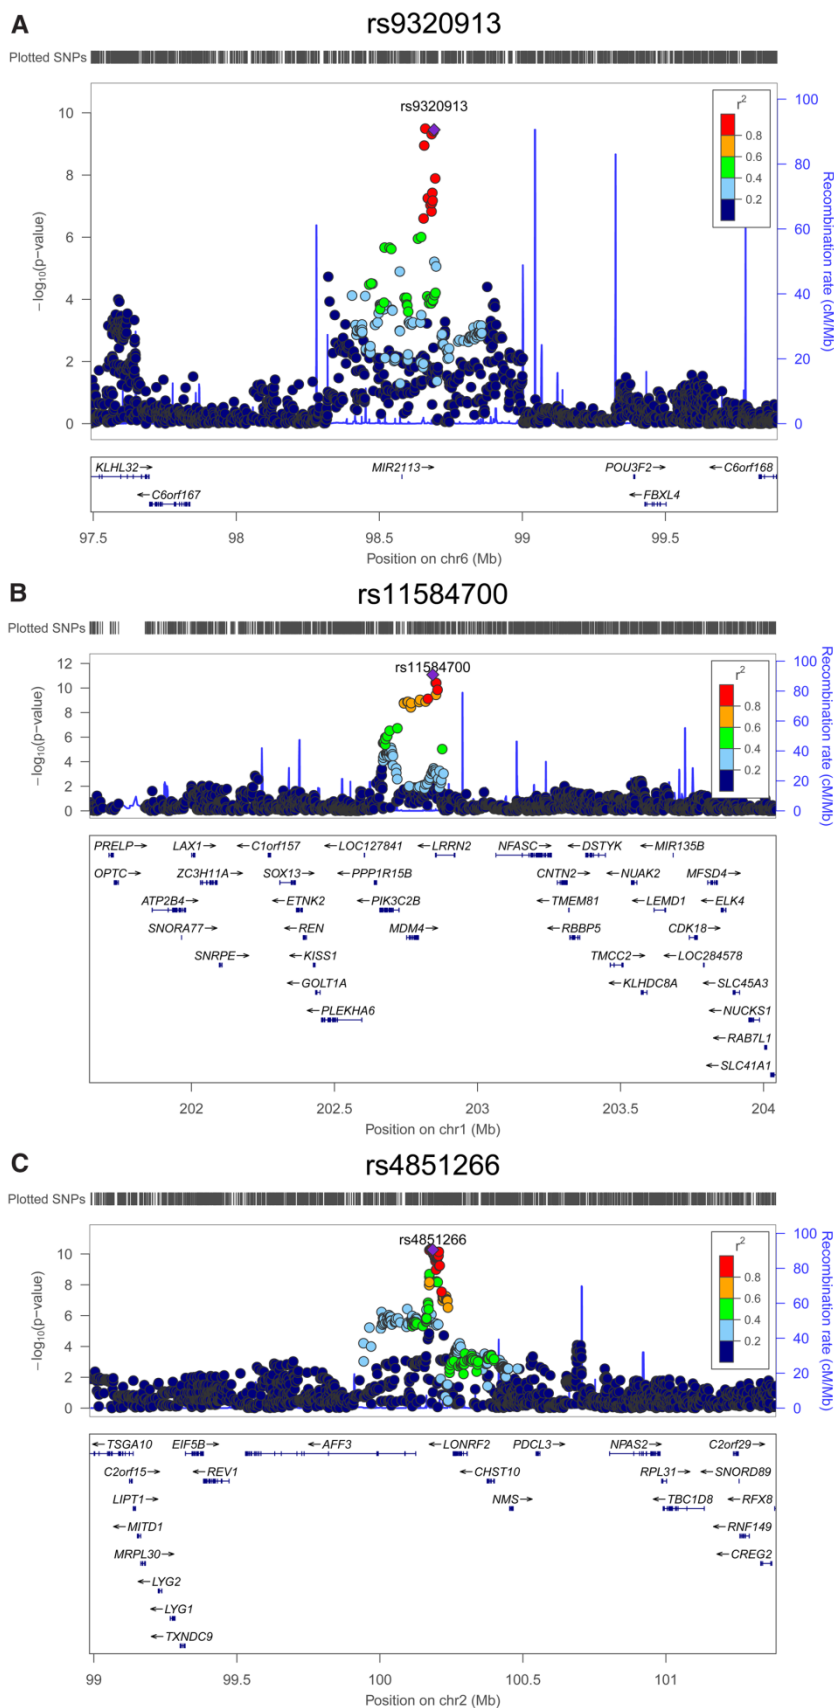 A
rs9320913
Plotted SNPs
rs9320913
r2
0.8
0.6
0.4
0.2
10
8
6
4
2
0
−log10(p-value)
100
80
60
40
20
0
Recombination rate (cM/Mb)
KLHL32→
MIR2113→
POU3F2→
←C6orf168
←C6orf167
←FBXL4
97.5 98 98.5 99 99.5
Position on chr6 (Mb)
B
rs11584700
Plotted SNPs
rs11584700
r2
0.8
0.6
0.4
0.2
12
10
8
6
4
2
0
−log10(p-value)
100
80
60
40
20
0
Recombination rate (cM/Mb)
PRELP→ LAX1→ ←C1orf157 ←LOC127841 ←LRRN2 NFASC→ ←DSTYK ←MIR135B
OPTC→ ZC3H11A→ SOX13→ ←PPP1R15B CNTN2→ ←NUAK2 MFSD4→
ATP2B4→ ←ETNK2 ←PIK3C2B ←TMEM81 ←LEMD1 ←ELK4
SNORA77→ ←REN MDM4→ ←RBBP5 CDK18→
SNRPE→ ←KISS1 TMCC2→ ←LOC284578
←GOLT1A ←KLHDC8A ←SLC45A3
←PLEKHA6 ←NUCKS1
←RAB7L1
←SLC41A1
202 202.5 203 203.5 204
Position on chr1 (Mb)
C
rs4851266
Plotted SNPs
rs4851266
r2
0.8
0.6
0.4
0.2
10
8
6
4
2
0
−log10(p-value)
100
80
60
40
20
0
Recombination rate (cM/Mb)
←TSGA10 EIF5B→ ←AFF3 ←LONRF2 PDCL3→ NPAS2→ C2orf29→
C2orf15→ ←REV1 ←CHST10 RPL31→ ←SNORD89
LIPT1→ NMS→ ←TBC1D8 ←RFX8
←MITD1 ←RNF149
MRPL30→ ←CREG2
←LYG2
←LYG1
←TXNDC9
99 99.5 100 100.5 101
Position on chr2 (Mb)